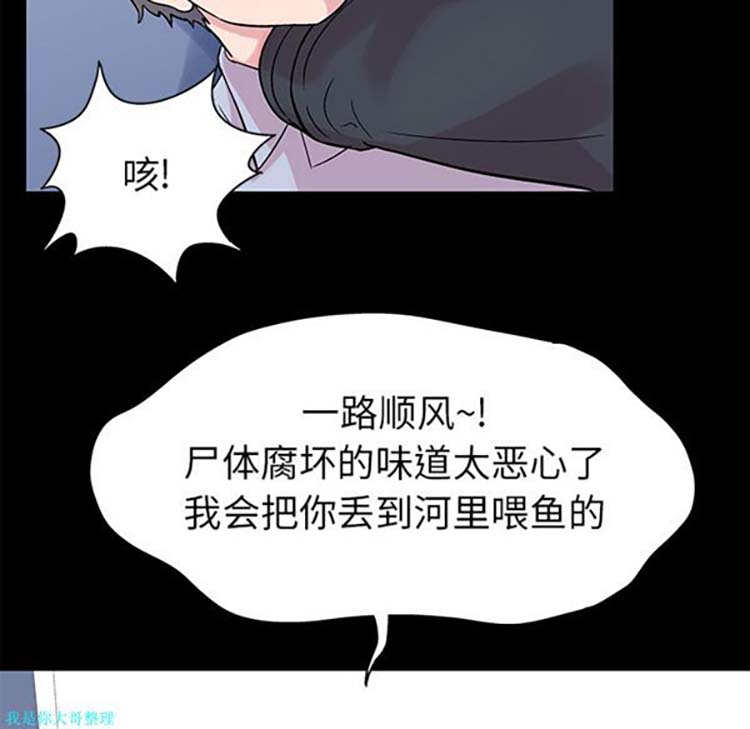 咳!
一路顺风~!
尸体腐坏的味道太恶心了
我会把你丢到河里喂鱼的
我是你大哥整理